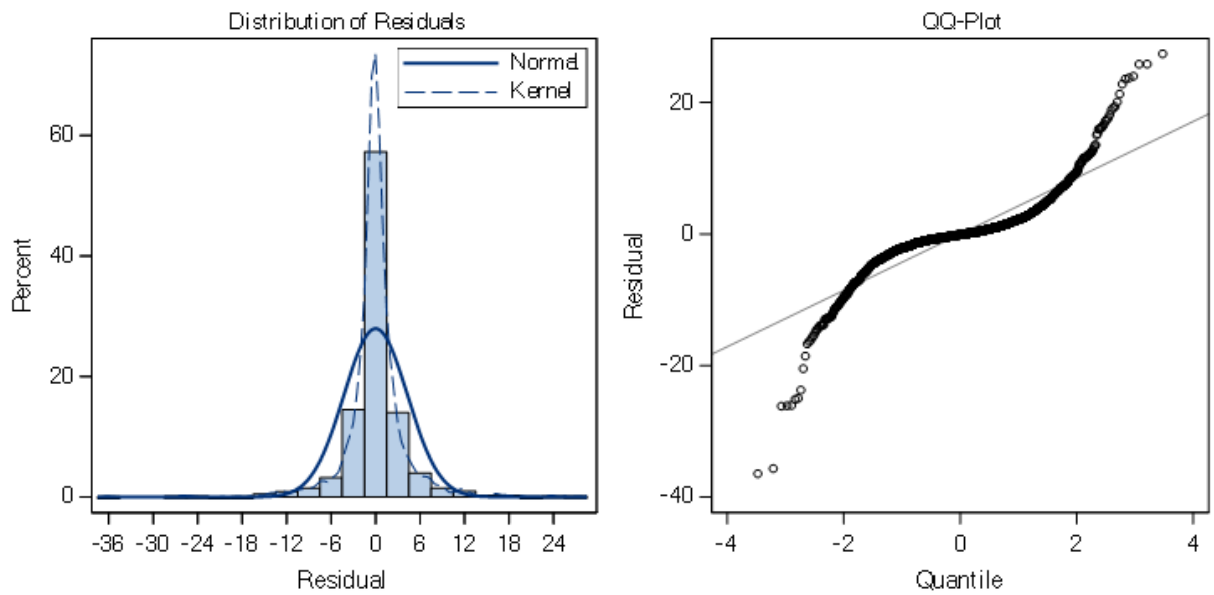 Distribution of Residuals
Normal
Kernel
Percent
60
40
20
0
-36 -30 -24 -18 -12 -6 0 6 12 18 24
Residual
QQ-Plot
Residual
20
0
-20
-40
-4 -2 0 2 4
Quantile